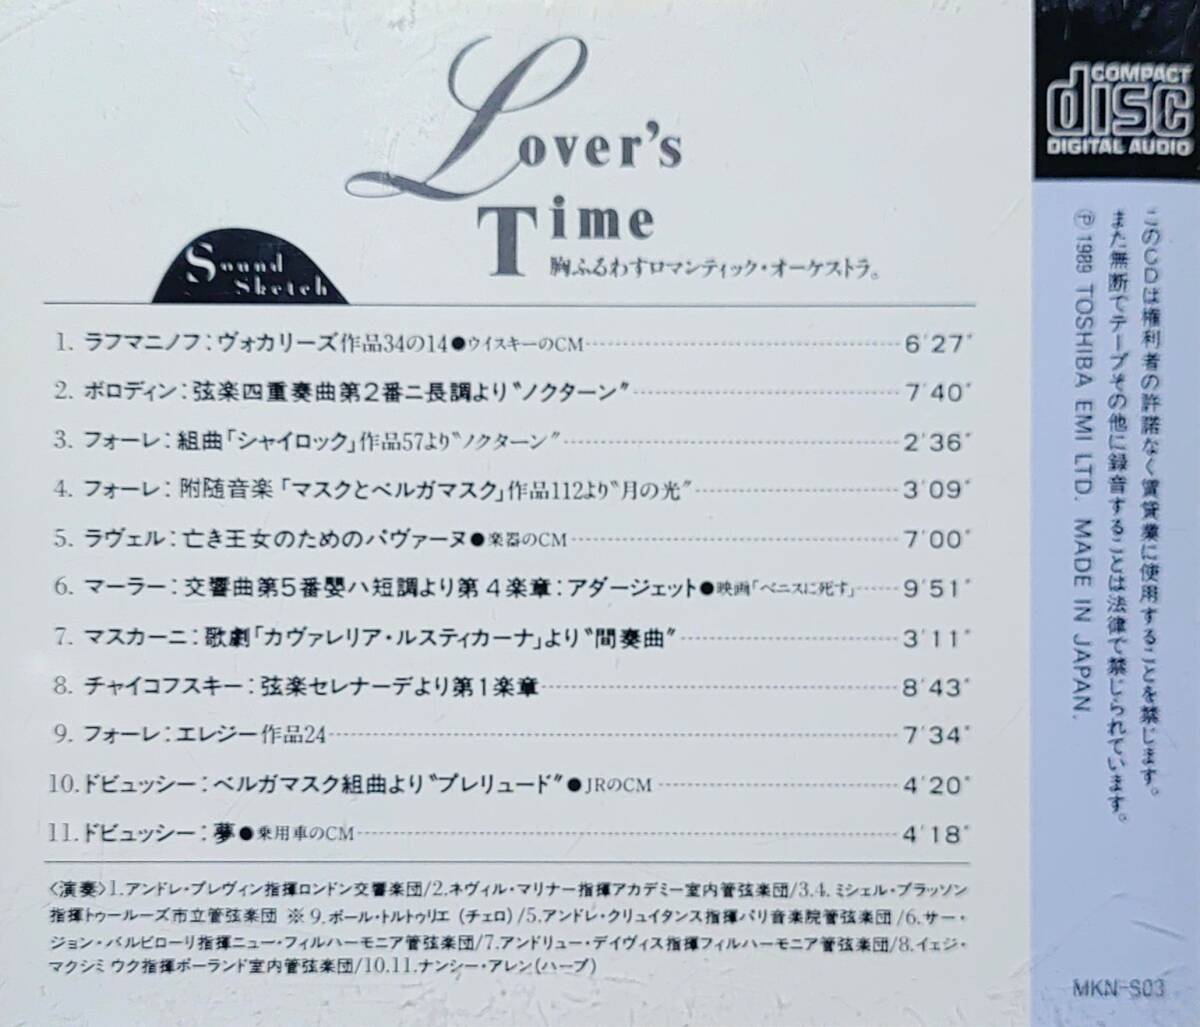 Lover's
Time
胸ふるわすロマンティック・オーケストラ。
Sound
Sketch
1. ラフマニノフ:ヴォカリーズ作品34の14●ウイスキーのCM 6'27"
2. ボロディン:弦楽四重奏曲第2番ニ長調より〝ノクターン〟 7'40"
3. フォーレ:組曲「シャイロック」作品57より〝ノクターン〟 2'36"
4. フォーレ:附随音楽「マスクとベルガマスク」作品112より〝月の光〟 3'09"
5. ラヴェル:亡き王女のためのパヴァーヌ●楽器のCM 7'00"
6. マーラー:交響曲第5番嬰ハ短調より第4楽章:アダージェット●映画「ベニスに死す」 9'51"
7. マスカーニ:歌劇「カヴァレリア・ルスティカーナ」より〝間奏曲〟 3'11"
8. チャイコフスキー:弦楽セレナーデより第1楽章 8'43"
9. フォーレ:エレジー作品24 7'34"
10.ドビュッシー:ベルガマスク組曲より〝プレリュード〟●JRのCM 4'20"
11.ドビュッシー:夢●乗用車のCM 4'18"
〈演奏〉1.アンドレ・プレヴィン指揮ロンドン交響楽団/2.ネヴィル・マリナー指揮アカデミー室内管弦楽団/3.4. ミシェル・プラッソン
指揮トゥールーズ市立管弦楽団 ※9.ポール・トルトゥリエ(チェロ)/5.アンドレ・クリュイタンス指揮パリ音楽院管弦楽団/6.サー・
ジョン・バルビローリ指揮ニュー・フィルハーモニア管弦楽団/7.アンドリュー・デイヴィス指揮フィルハーモニア管弦楽団/8.イェジ・
マクシミウク指揮ポーランド室内管弦楽団/10.11.ナンシー・アレン(ハープ)
COMPACT
disc
DIGITAL AUDIO
このCDは権利者の許諾なく賃貸業に使用することを禁じます。
また無断でテープその他に録音することは法律で禁じられています。
℗ 1989 TOSHIBA EMI LTD. MADE IN JAPAN.
MKN-S03